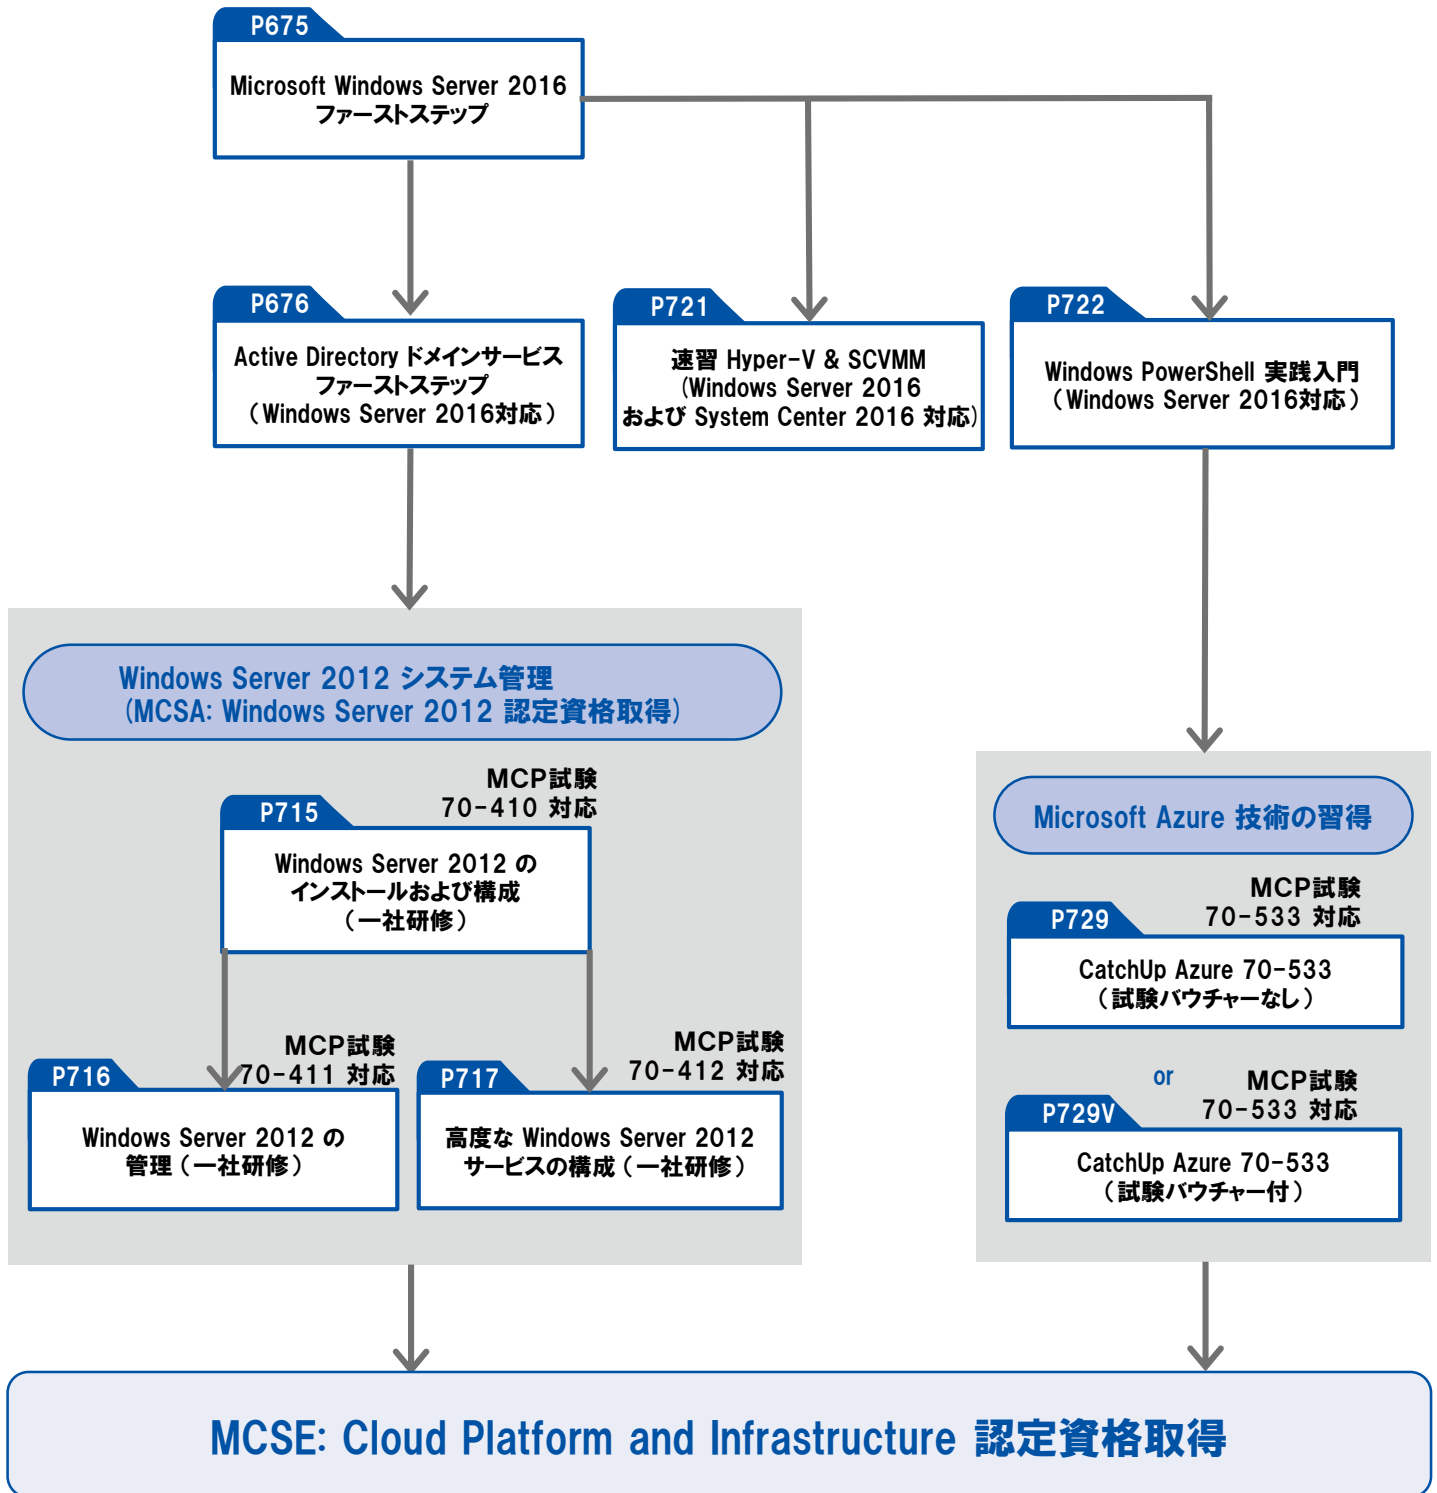 P675
Microsoft Windows Server 2016
ファーストステップ
P676
Active Directory ドメインサービス
ファーストステップ
（Windows Server 2016対応）
P721
速習 Hyper-V & SCVMM
(Windows Server 2016
および System Center 2016 対応)
P722
Windows PowerShell 実践入門
（Windows Server 2016対応）
Windows Server 2012 システム管理
(MCSA: Windows Server 2012 認定資格取得)
MCP試験
70-410 対応
P715
Windows Server 2012 の
インストールおよび構成
（一社研修）
MCP試験
70-411 対応
P716
Windows Server 2012 の
管理（一社研修）
MCP試験
70-412 対応
P717
高度な Windows Server 2012
サービスの構成（一社研修）
Microsoft Azure 技術の習得
MCP試験
70-533 対応
P729
CatchUp Azure 70-533
（試験バウチャーなし）
or
MCP試験
70-533 対応
P729V
CatchUp Azure 70-533
（試験バウチャー付）
MCSE: Cloud Platform and Infrastructure 認定資格取得